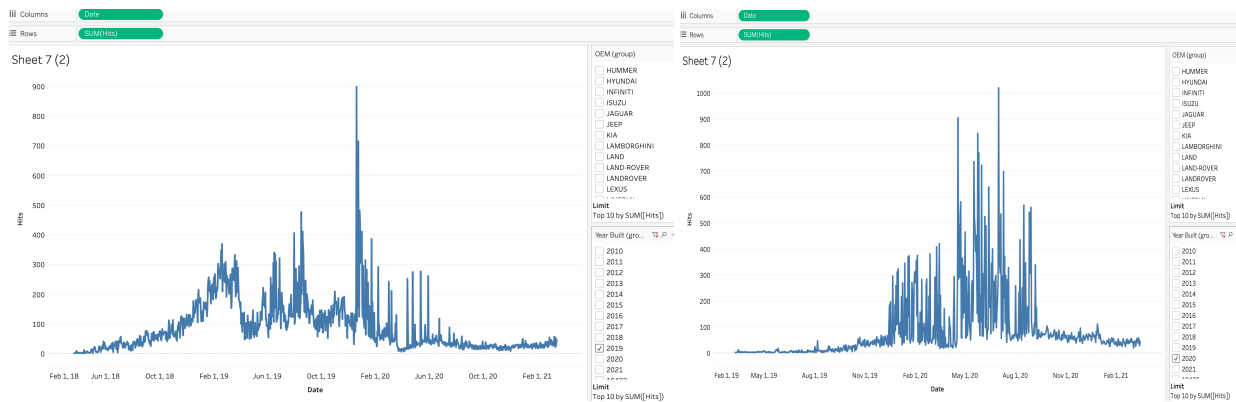 Columns
Date
Rows
SUM(Hits)
Sheet 7 (2)
900
800
700
600
500
400
300
200
100
0
Hits
Feb 1, 18
Jun 1, 18
Oct 1, 18
Feb 1, 19
Jun 1, 19
Oct 1, 19
Feb 1, 20
Jun 1, 20
Oct 1, 20
Feb 1, 21
Date
OEM (group)
HUMMER
HYUNDAI
INFINITI
ISUZU
JAGUAR
JEEP
KIA
LAMBORGHINI
LAND
LAND-ROVER
LANDROVER
LEXUS
Limit
Top 10 by SUM([Hits])
Year Built (gro...
2010
2011
2012
2013
2014
2015
2016
2017
2018
2019
2020
2021
Limit
Top 10 by SUM([Hits])
Columns
Date
Rows
SUM(Hits)
Sheet 7 (2)
1000
900
800
700
600
500
400
300
200
100
0
Hits
Feb 1, 19
May 1, 19
Aug 1, 19
Nov 1, 19
Feb 1, 20
May 1, 20
Aug 1, 20
Nov 1, 20
Feb 1, 21
Date
OEM (group)
HUMMER
HYUNDAI
INFINITI
ISUZU
JAGUAR
JEEP
KIA
LAMBORGHINI
LAND
LAND-ROVER
LANDROVER
LEXUS
Limit
Top 10 by SUM([Hits])
Year Built (gro...
2010
2011
2012
2013
2014
2015
2016
2017
2018
2019
2020
2021
Limit
Top 10 by SUM([Hits])